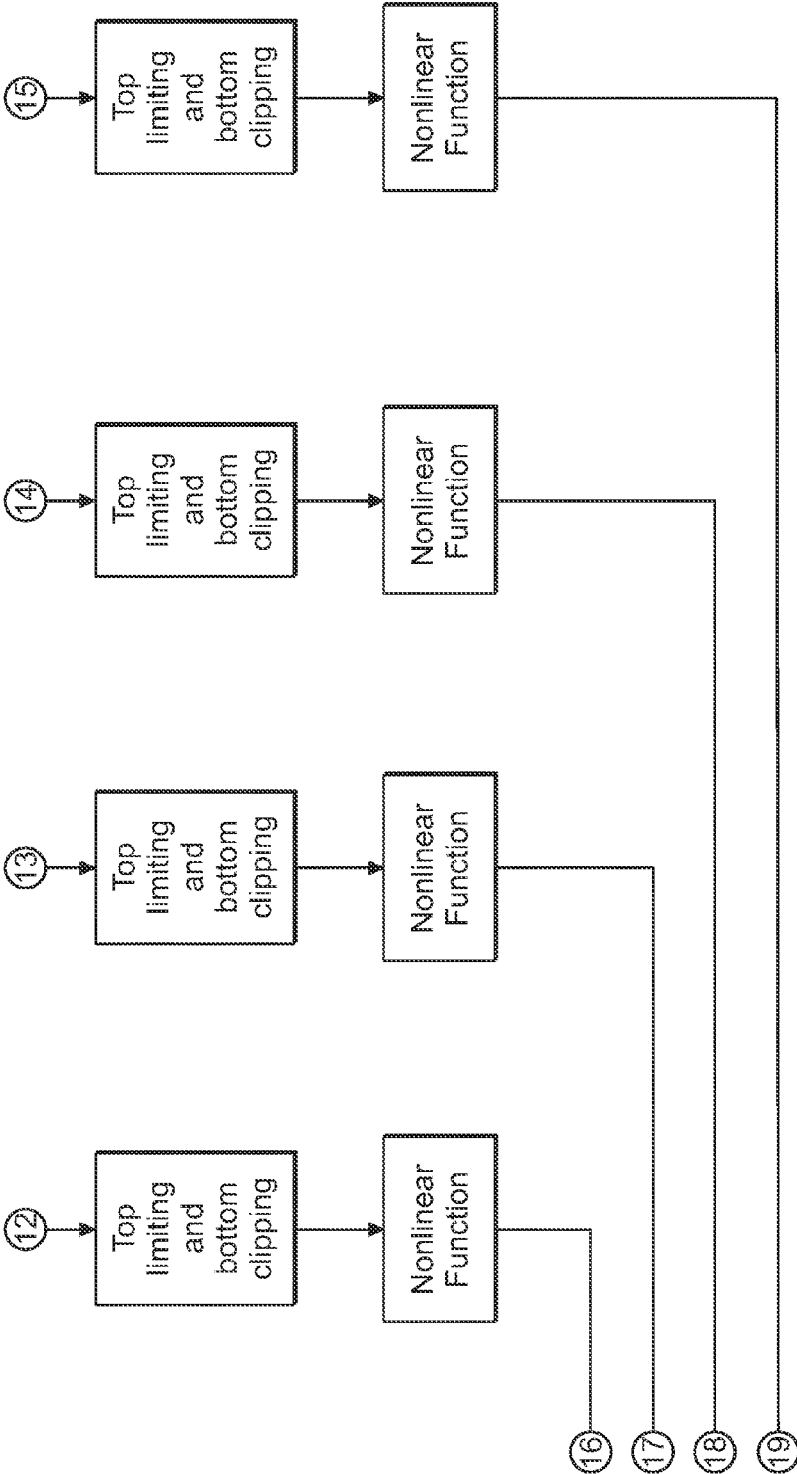 12
13
14
15
Top
limiting
and
bottom
clipping
Top
limiting
and
bottom
clipping
Top
limiting
and
bottom
clipping
Top
limiting
and
bottom
clipping
Nonlinear
Function
Nonlinear
Function
Nonlinear
Function
Nonlinear
Function
16
17
18
19